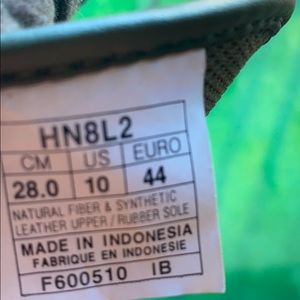 HN8L2
CM US EURO
28.0 10 44
NATURAL FIBER & SYNTHETIC
LEATHER UPPER / RUBBER SOLE
MADE IN INDONESIA
FABRIQUE EN INDONESIE
F600510 IB